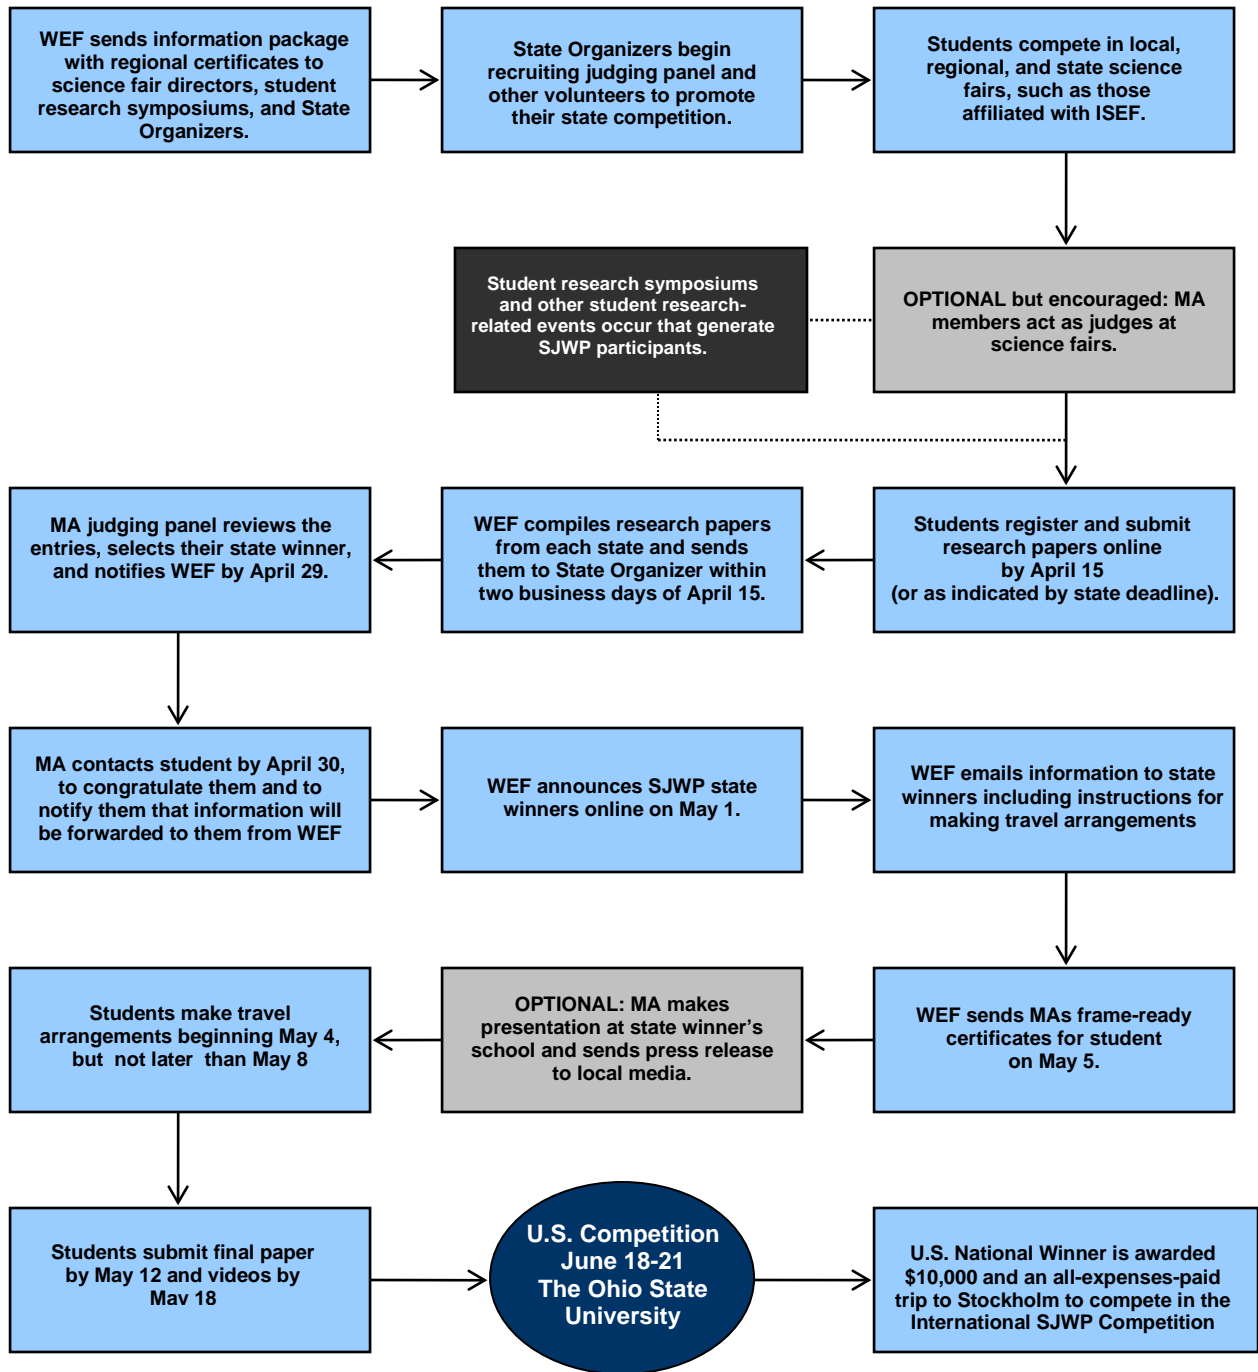 WEF sends information package
with regional certificates to
science fair directors, student
research symposiums, and State
Organizers.
State Organizers begin
recruiting judging panel and
other volunteers to promote
their state competition.
Students compete in local,
regional, and state science
fairs, such as those
affiliated with ISEF.
Student research symposiums
and other student research-
related events occur that generate
SJWP participants.
OPTIONAL but encouraged: MA
members act as judges at
science fairs.
MA judging panel reviews the
entries, selects their state winner,
and notifies WEF by April 29.
WEF compiles research papers
from each state and sends
them to State Organizer within
two business days of April 15.
Students register and submit
research papers online
by April 15
(or as indicated by state deadline).
MA contacts student by April 30,
to congratulate them and to
notify them that information will
be forwarded to them from WEF
WEF announces SJWP state
winners online on May 1.
WEF emails information to state
winners including instructions for
making travel arrangements
Students make travel
arrangements beginning May 4,
but not later than May 8
OPTIONAL: MA makes
presentation at state winner's
school and sends press release
to local media.
WEF sends MAs frame-ready
certificates for student
on May 5.
Students submit final paper
by May 12 and videos by
May 18
U.S. Competition
June 18-21
The Ohio State
University
U.S. National Winner is awarded
$10,000 and an all-expenses-paid
trip to Stockholm to compete in the
International SJWP Competition